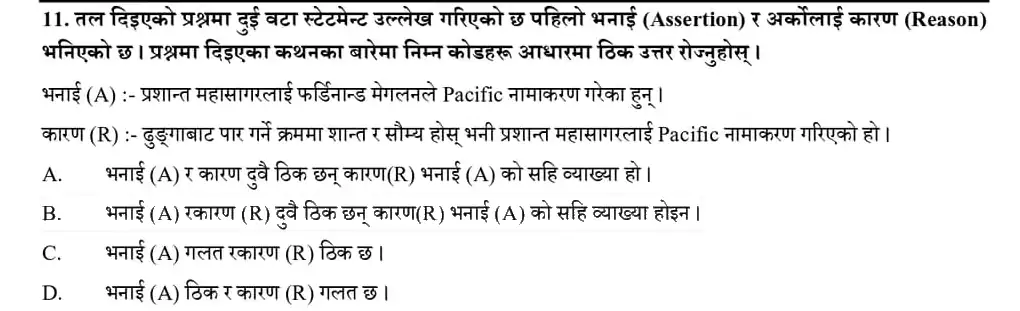 11. तल दिइएको प्रश्नमा दुई वटा स्टेटमेन्ट उल्लेख गरिएको छ पहिलो भनाई (Assertion) र अर्कोलाई कारण (Reason)
भनिएको छ । प्रश्नमा दिइएका कथनका बारेमा निम्न कोडहरू आधारमा ठिक उत्तर रोज्नुहोस् ।
भनाई (A) :- प्रशान्त महासागरलाई फर्डिनान्ड मेगलनले Pacific नामाकरण गरेका हुन् ।
कारण (R) :- ढुङ्गाबाट पार गर्ने क्रममा शान्त र सौम्य होस् भनी प्रशान्त महासागरलाई Pacific नामाकरण गरिएको हो ।
A. भनाई (A) र कारण दुवै ठिक छन् कारण(R) भनाई (A) को सहि व्याख्या हो ।
B. भनाई (A) रकारण (R) दुवै ठिक छन् कारण(R) भनाई (A) को सहि व्याख्या होइन ।
C. भनाई (A) गलत रकारण (R) ठिक छ ।
D. भनाई (A) ठिक र कारण (R) गलत छ ।